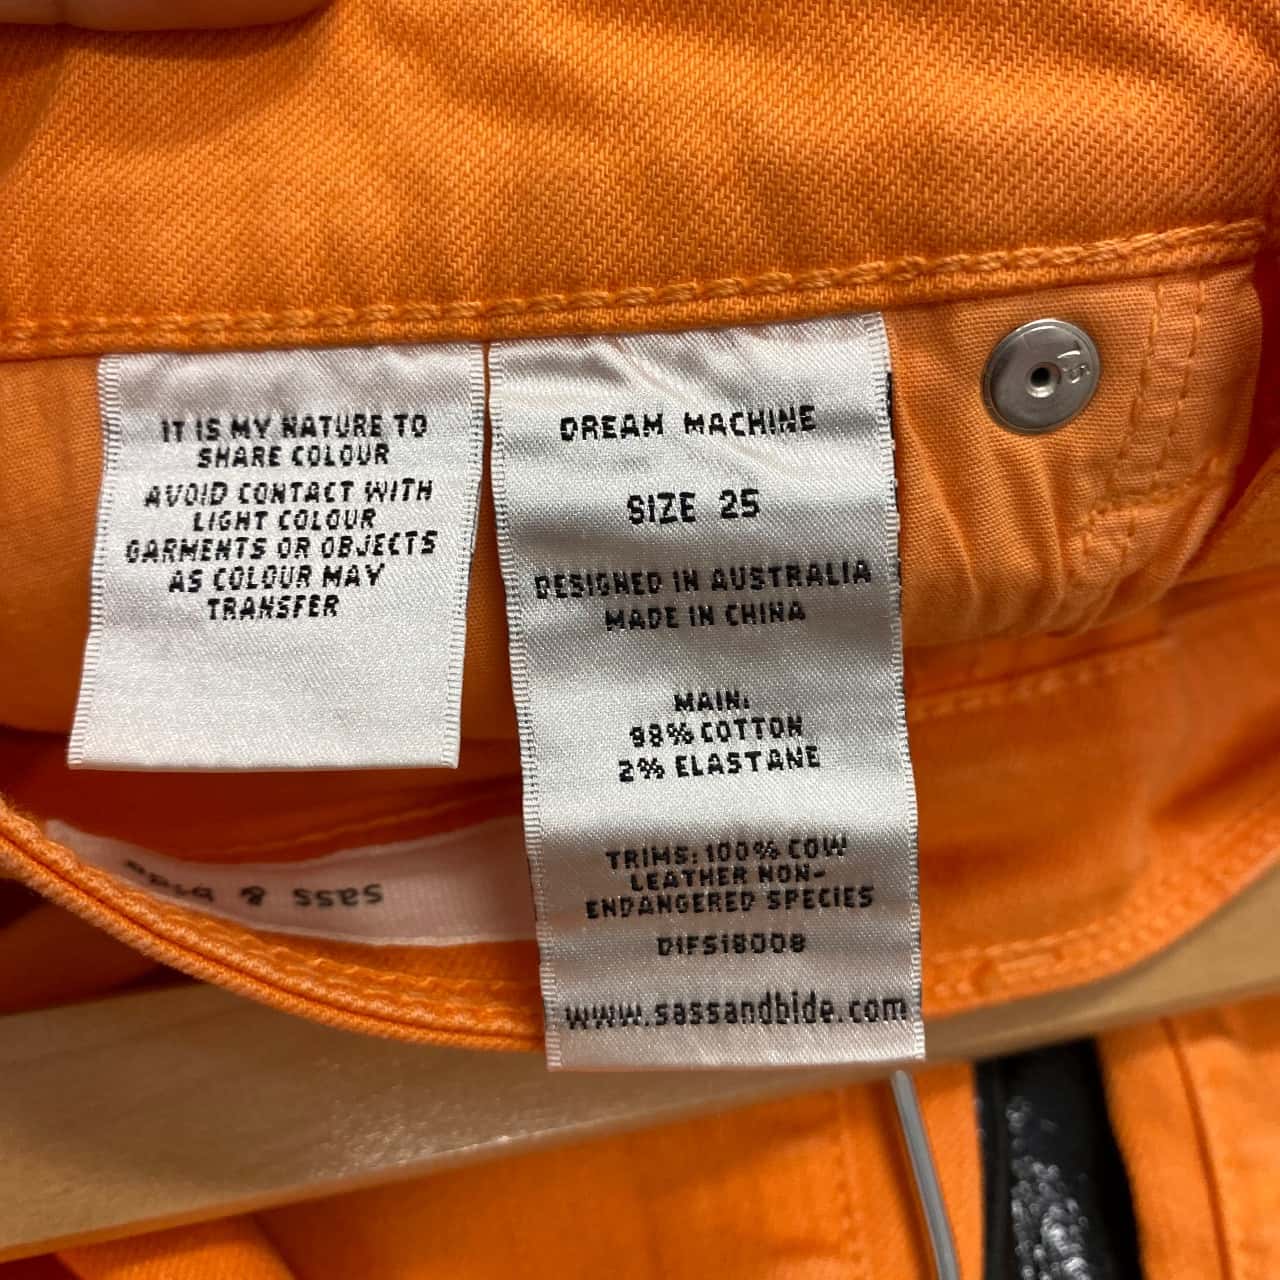 IT IS MY NATURE TO
SHARE COLOUR
AVOID CONTACT WITH
LIGHT COLOUR
GARMENTS OR OBJECTS
AS COLOUR MAY
TRANSFER
DREAM MACHINE
SIZE 25
DESIGNED IN AUSTRALIA
MADE IN CHINA
MAIN:
98% COTTON
2% ELASTANE
TRIMS: 100% COW
LEATHER NON-
ENDANGERED SPECIES
DIFS18008
www.sassandbide.com
sass & bide